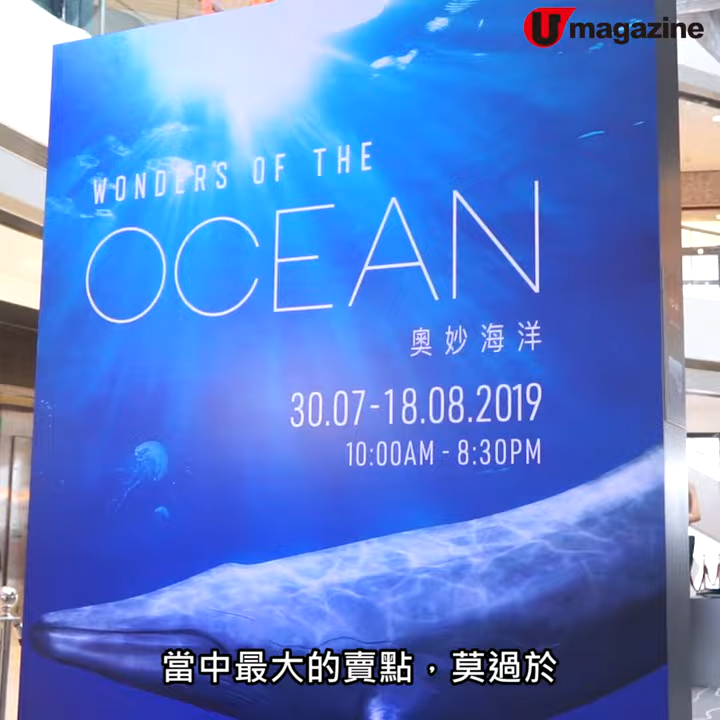 U magazine
WONDERS OF THE
OCEAN
奧妙海洋
30.07-18.08.2019
10:00AM - 8:30PM
當中最大的賣點，莫過於